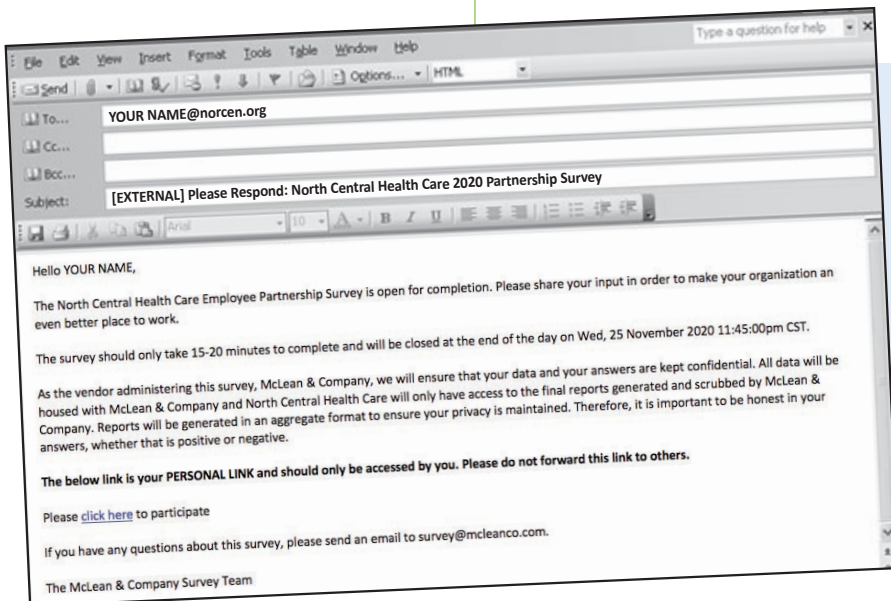 Type a question for help
File Edit View Insert Format Tools Table Window Help
Send Options... HTML
To... YOUR NAME@norcen.org
Cc...
Bcc...
Subject: [EXTERNAL] Please Respond: North Central Health Care 2020 Partnership Survey
Arial 10 A B I U
Hello YOUR NAME,
The North Central Health Care Employee Partnership Survey is open for completion. Please share your input in order to make your organization an
even better place to work.
The survey should only take 15-20 minutes to complete and will be closed at the end of the day on Wed, 25 November 2020 11:45:00pm CST.
As the vendor administering this survey, McLean & Company, we will ensure that your data and your answers are kept confidential. All data will be
housed with McLean & Company and North Central Health Care will only have access to the final reports generated and scrubbed by McLean &
Company. Reports will be generated in an aggregate format to ensure your privacy is maintained. Therefore, it is important to be honest in your
answers, whether that is positive or negative.
The below link is your PERSONAL LINK and should only be accessed by you. Please do not forward this link to others.
Please click here to participate
If you have any questions about this survey, please send an email to survey@mcleanco.com.
The McLean & Company Survey Team